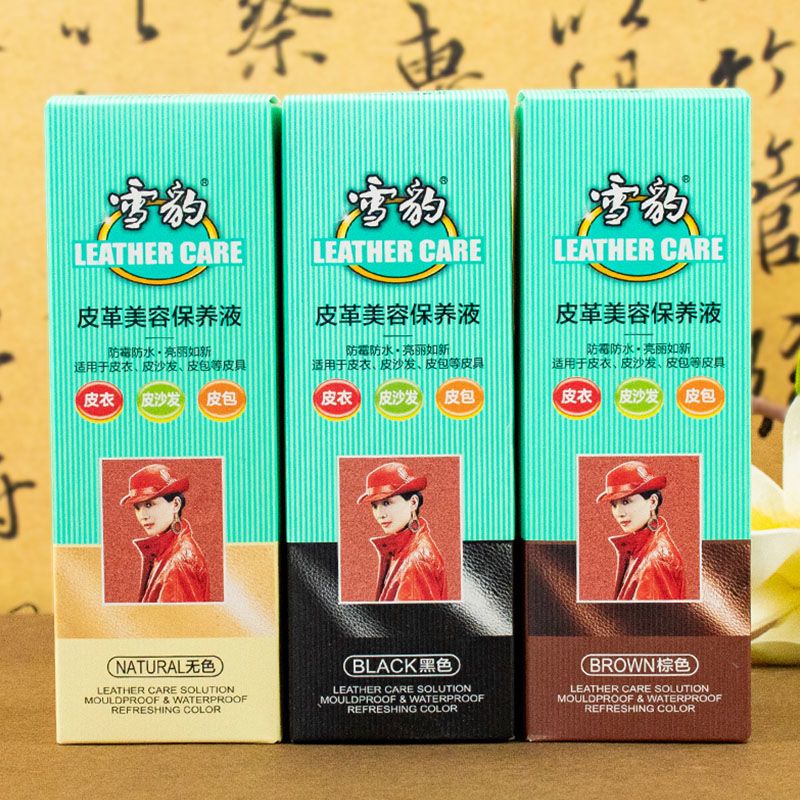 雪豹®
LEATHER CARE
皮革美容保养液
防霉防水·亮丽如新
适用于皮衣、皮沙发、皮包等皮具
皮衣 皮沙发 皮包
NATURAL无色
LEATHER CARE SOLUTION
MOULDPROOF & WATERPROOF
REFRESHING COLOR
雪豹®
LEATHER CARE
皮革美容保养液
防霉防水·亮丽如新
适用于皮衣、皮沙发、皮包等皮具
皮衣 皮沙发 皮包
BLACK黑色
LEATHER CARE SOLUTION
MOULDPROOF & WATERPROOF
REFRESHING COLOR
雪豹®
LEATHER CARE
皮革美容保养液
防霉防水·亮丽如新
适用于皮衣、皮沙发、皮包等皮具
皮衣 皮沙发 皮包
BROWN棕色
LEATHER CARE SOLUTION
MOULDPROOF & WATERPROOF
REFRESHING COLOR